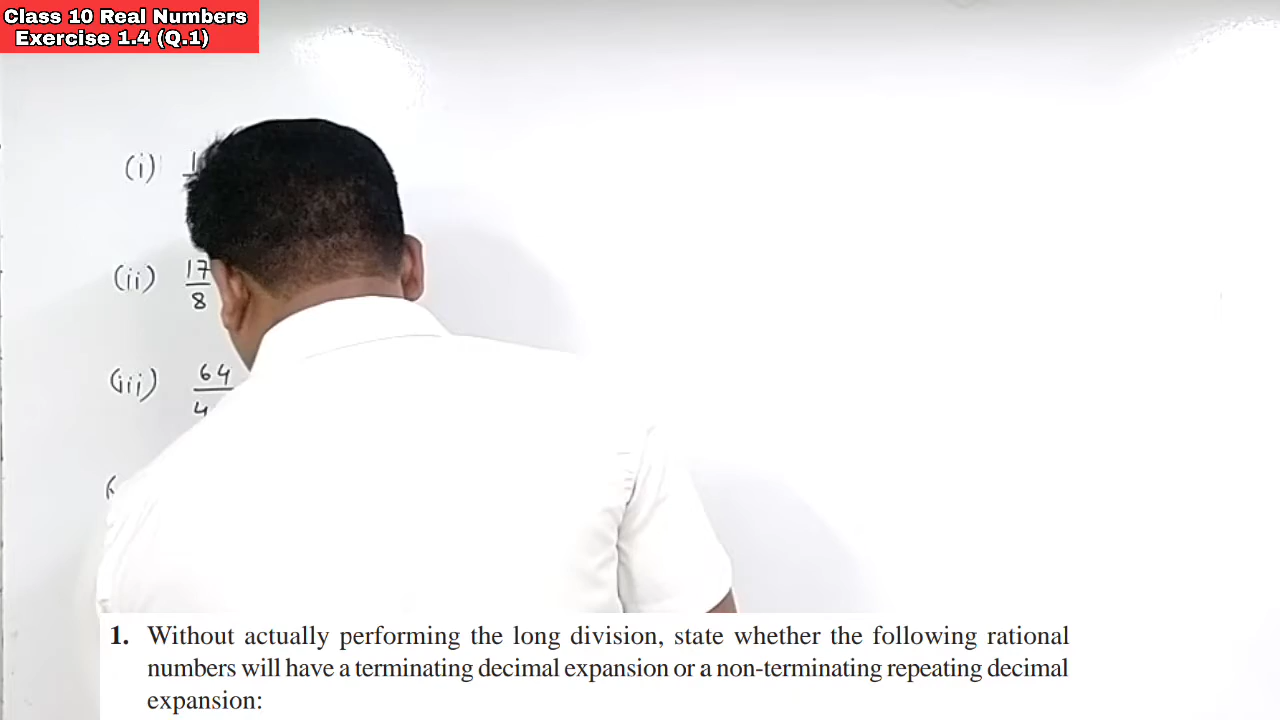 Class 10 Real Numbers
Exercise 1.4 (Q.1)
(i)
(ii) 17
8
(iii) 64
4
1. Without actually performing the long division, state whether the following rational
numbers will have a terminating decimal expansion or a non-terminating repeating decimal
expansion: